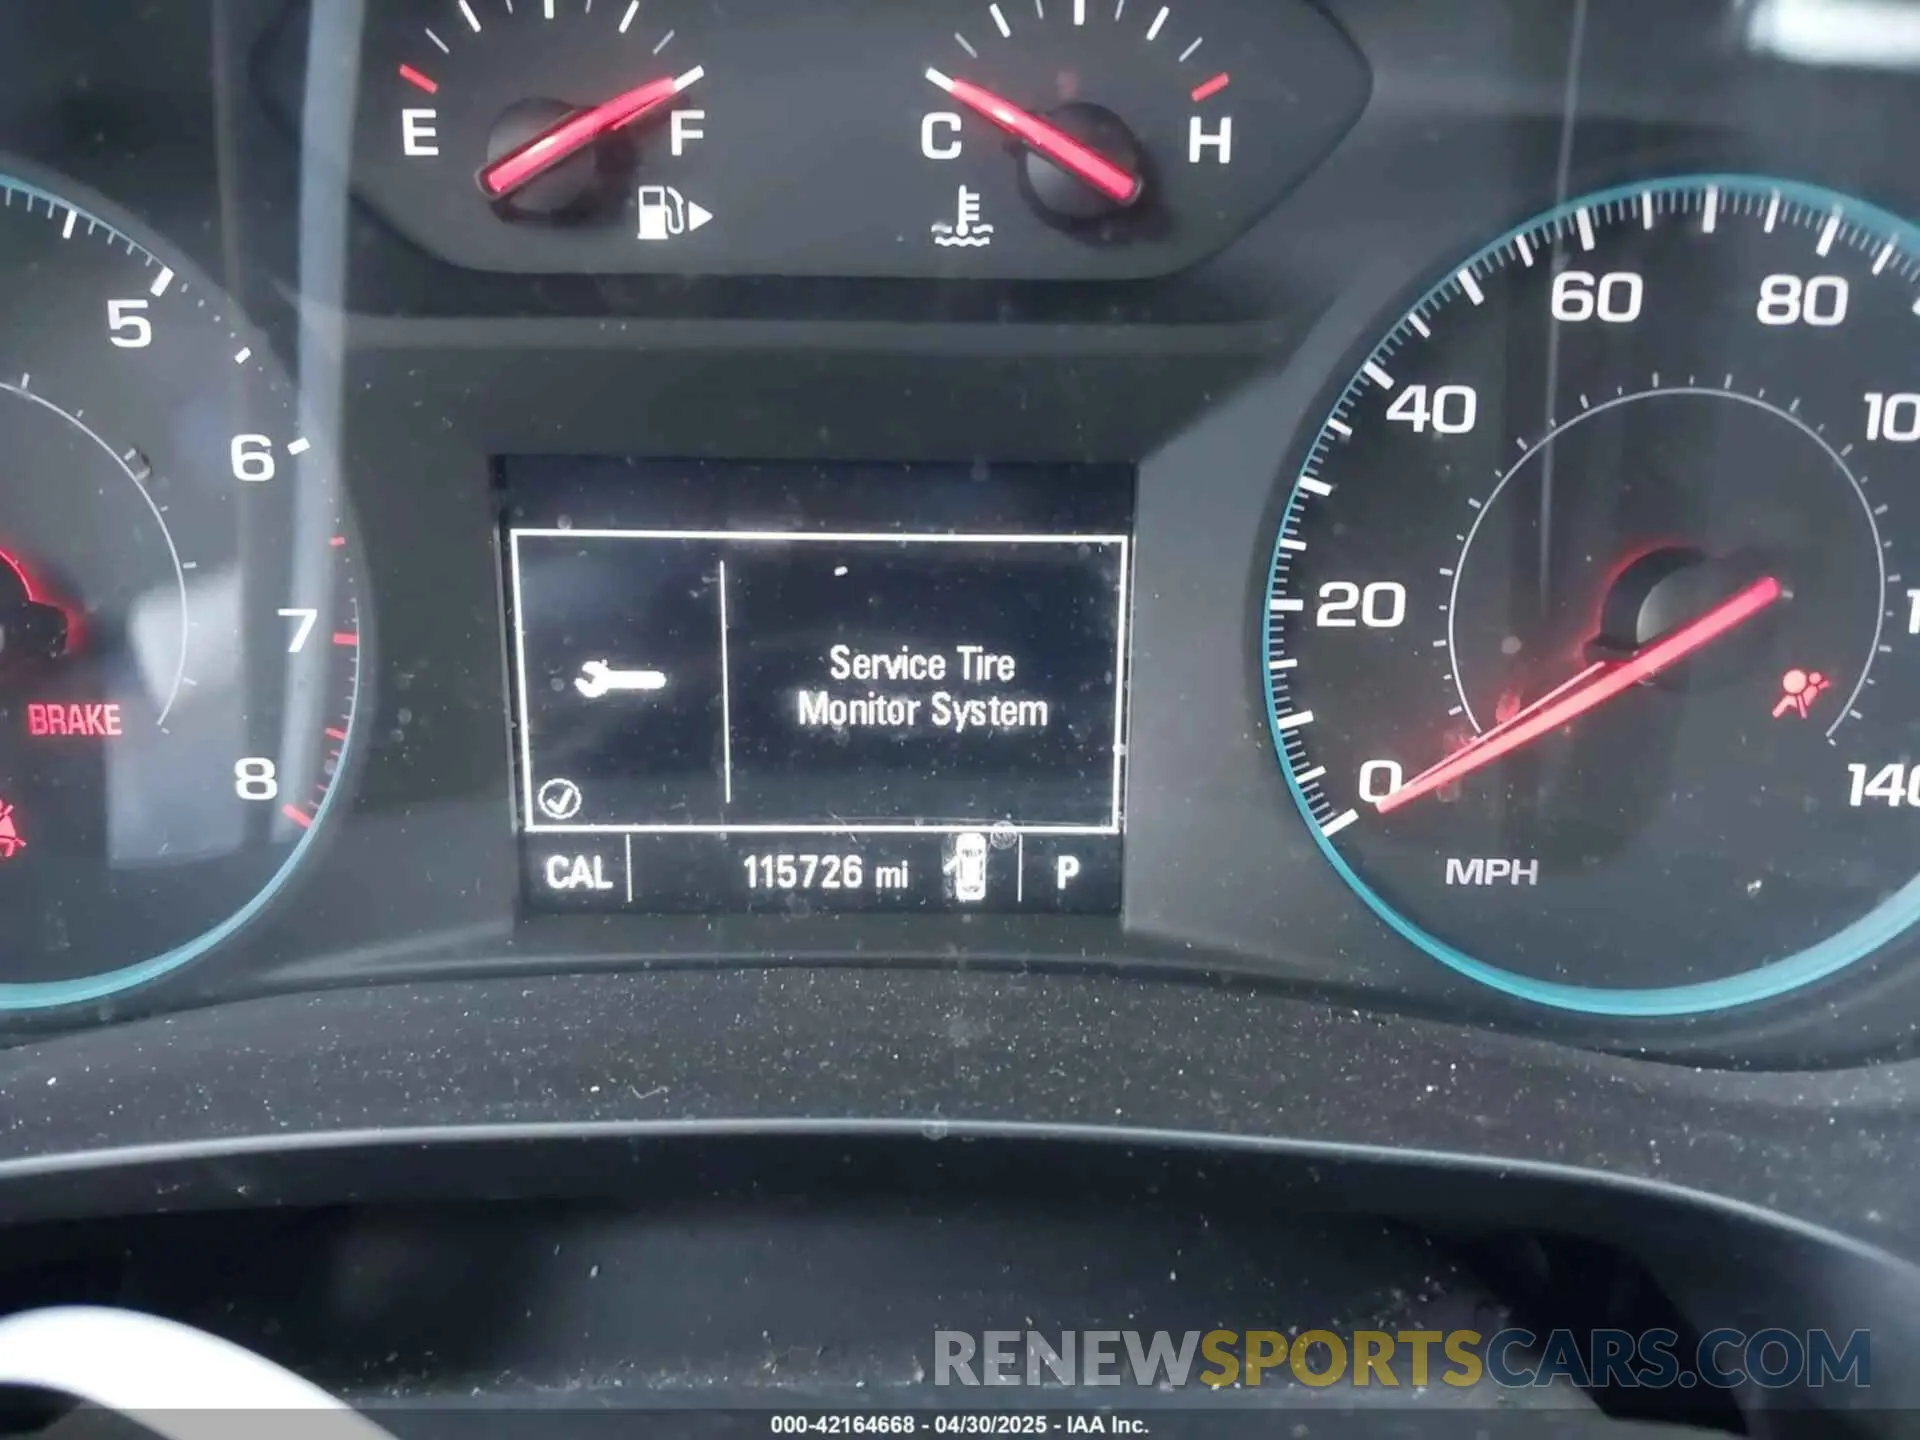 E F C H
5 6 7 8
BRAKE
Service Tire
Monitor System
CAL 115726 mi P
0 20 40 60 80
140
MPH
RENEWSPORTSCARS.COM
000-42164668 - 04/30/2025 - IAA Inc.